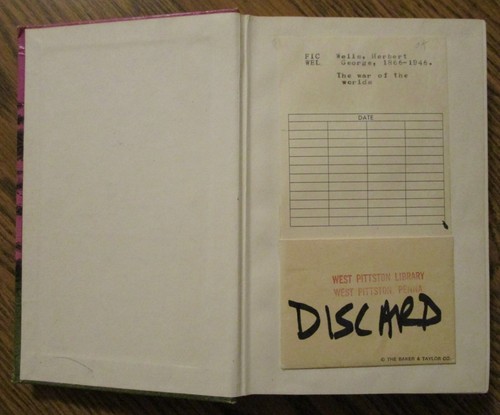 FIC Wells, Herbert
WEL George, 1866-1946.
The war of the
worlds
DATE
WEST PITTSTON LIBRARY
WEST PITTSTON, PENNA.
DISCARD
© THE BAKER & TAYLOR CO.